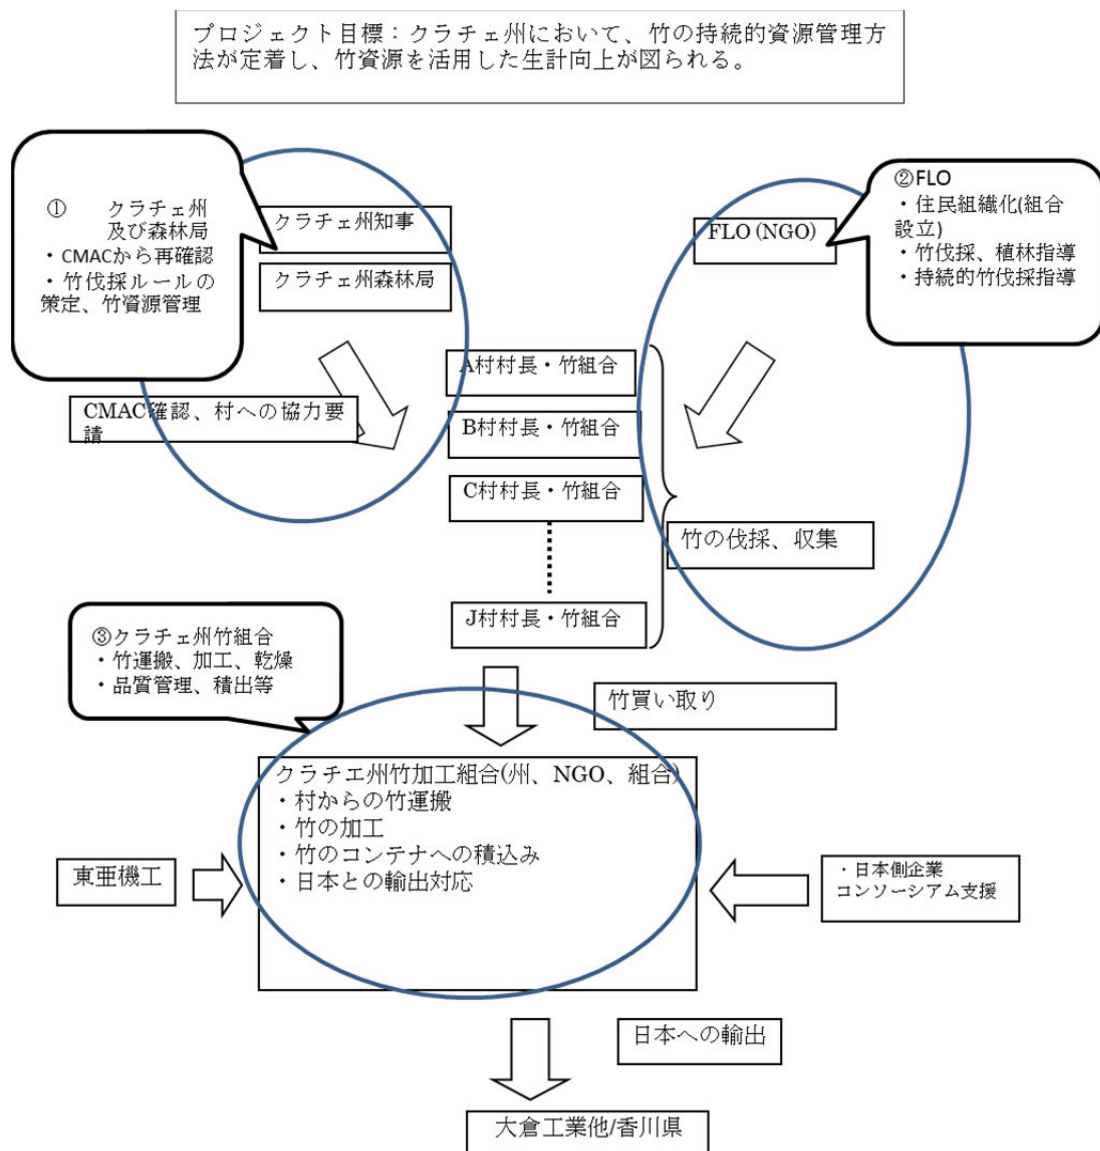 プロジェクト目標：クラチェ州において、竹の持続的資源管理方
法が定着し、竹資源を活用した生計向上が図られる。
①　クラチェ州
及び森林局
・CMACから再確認
・竹伐採ルールの
策定、竹資源管理
クラチェ州知事
クラチェ州森林局
FLO (NGO)
②FLO
・住民組織化(組合
設立)
・竹伐採、植林指導
・持続的竹伐採指導
CMAC確認、村への協力要
請
A村村長・竹組合
B村村長・竹組合
C村村長・竹組合
J村村長・竹組合
竹の伐採、収集
③クラチェ州竹組合
・竹運搬、加工、乾燥
・品質管理、積出等
竹買い取り
クラチエ州竹加工組合(州、NGO、組合)
・村からの竹運搬
・竹の加工
・竹のコンテナへの積込み
・日本との輸出対応
東亜機工
・日本側企業
コンソーシアム支援
日本への輸出
大倉工業他/香川県